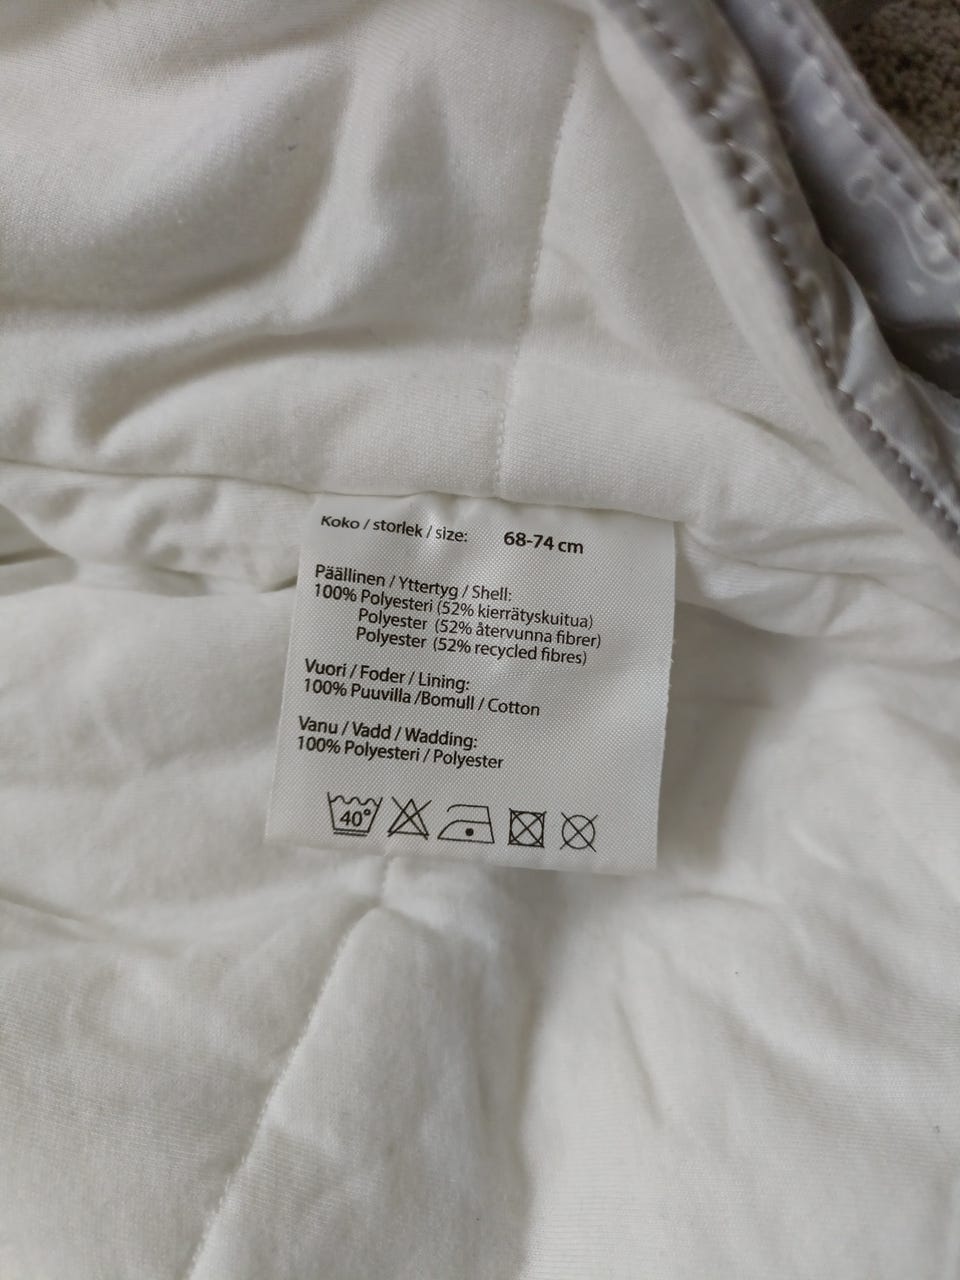 Koko / storlek / size: 68-74 cm
Päällinen / Yttertyg / Shell:
100% Polyesteri (52% kierrätyskuitua)
Polyester (52% återvunna fibrer)
Polyester (52% recycled fibres)
Vuori / Foder / Lining:
100% Puuvilla /Bomull / Cotton
Vanu / Vadd / Wadding:
100% Polyesteri / Polyester
40°